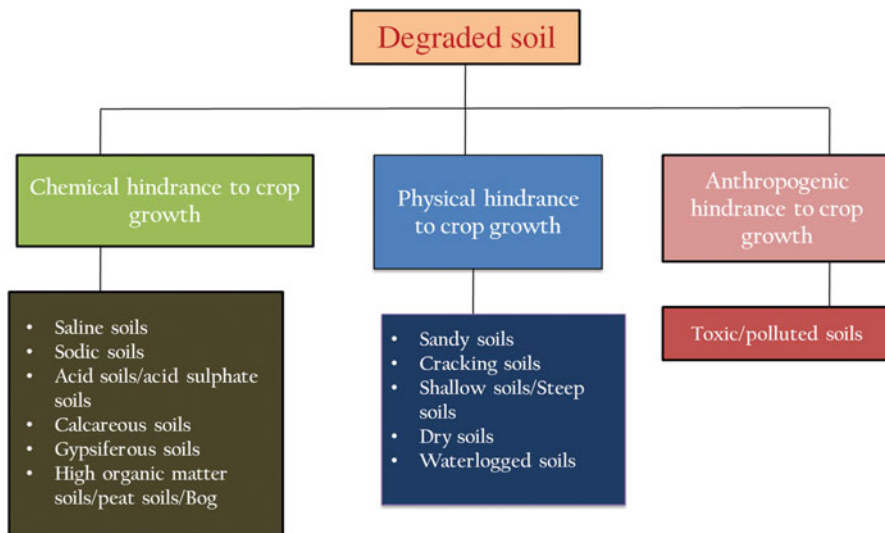 Degraded soil
Chemical hindrance to crop
growth
Physical hindrance
to crop growth
Anthropogenic
hindrance to crop
growth
• Saline soils
• Sodic soils
• Acid soils/acid sulphate
soils
• Calcareous soils
• Gypsiferous soils
• High organic matter
soils/peat soils/Bog
• Sandy soils
• Cracking soils
• Shallow soils/Steep
soils
• Dry soils
• Waterlogged soils
Toxic/polluted soils